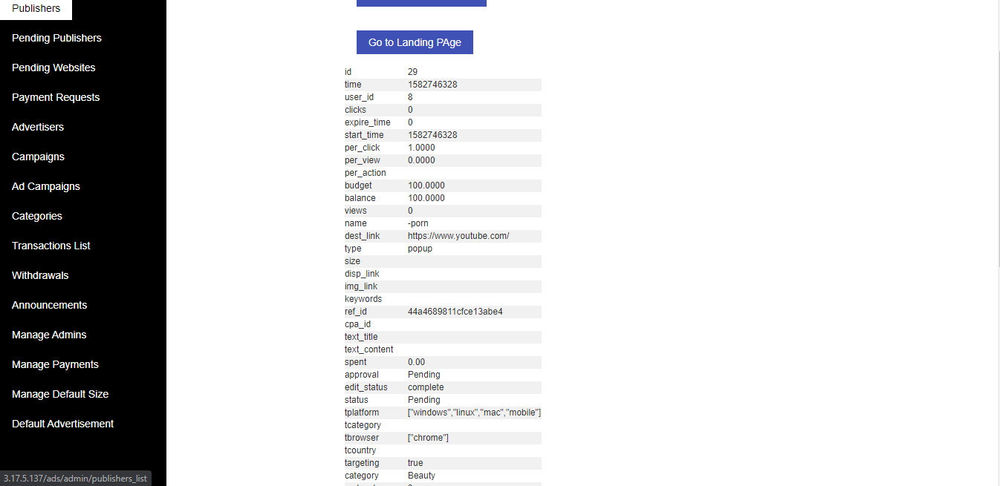 Publishers
Pending Publishers
Pending Websites
Payment Requests
Advertisers
Campaigns
Ad Campaigns
Categories
Transactions List
Withdrawals
Announcements
Manage Admins
Manage Payments
Manage Default Size
Default Advertisement
3.17.5.137/ads/admin/publishers_list
Go to Landing PAge
id 29
time 1582746328
user_id 8
clicks 0
expire_time 0
start_time 1582746328
per_click 1.0000
per_view 0.0000
per_action
budget 100.0000
balance 100.0000
views 0
name -porn
dest_link https://www.youtube.com/
type popup
size
disp_link
img_link
keywords
ref_id 44a4689811cfce13abe4
cpa_id
text_title
text_content
spent 0.00
approval Pending
edit_status complete
status Pending
tplatform ["windows","linux","mac","mobile"]
tcategory
tbrowser ["chrome"]
tcountry
targeting true
category Beauty